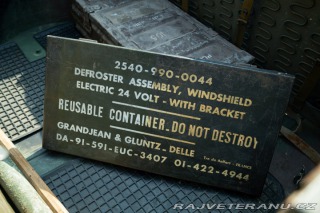 2540-990-0044
DEFROSTER ASSEMBLY, WINDSHIELD
ELECTRIC 24 VOLT - WITH BRACKET
REUSABLE CONTAINER-DO NOT DESTROY
GRANDJEAN & GLUNTZ - DELLE
DA-91-591-EUC-3407 01-422-4944
RAJVETERANU.CZ